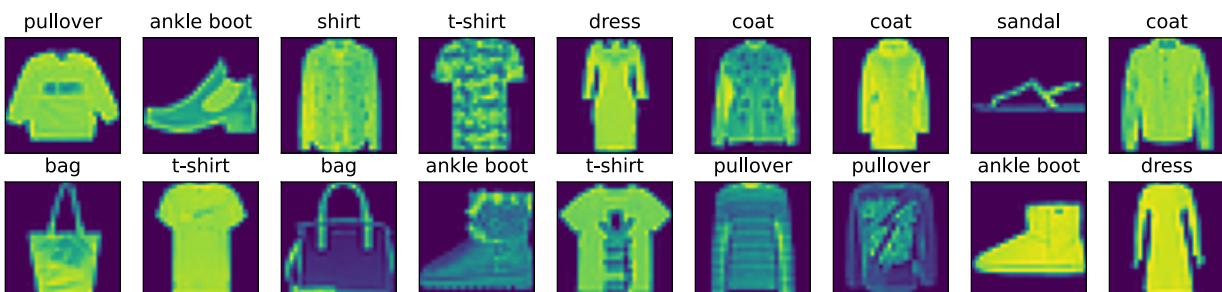 pullover ankle boot shirt t-shirt dress coat coat sandal coat
bag t-shirt bag ankle boot t-shirt pullover pullover ankle boot dress